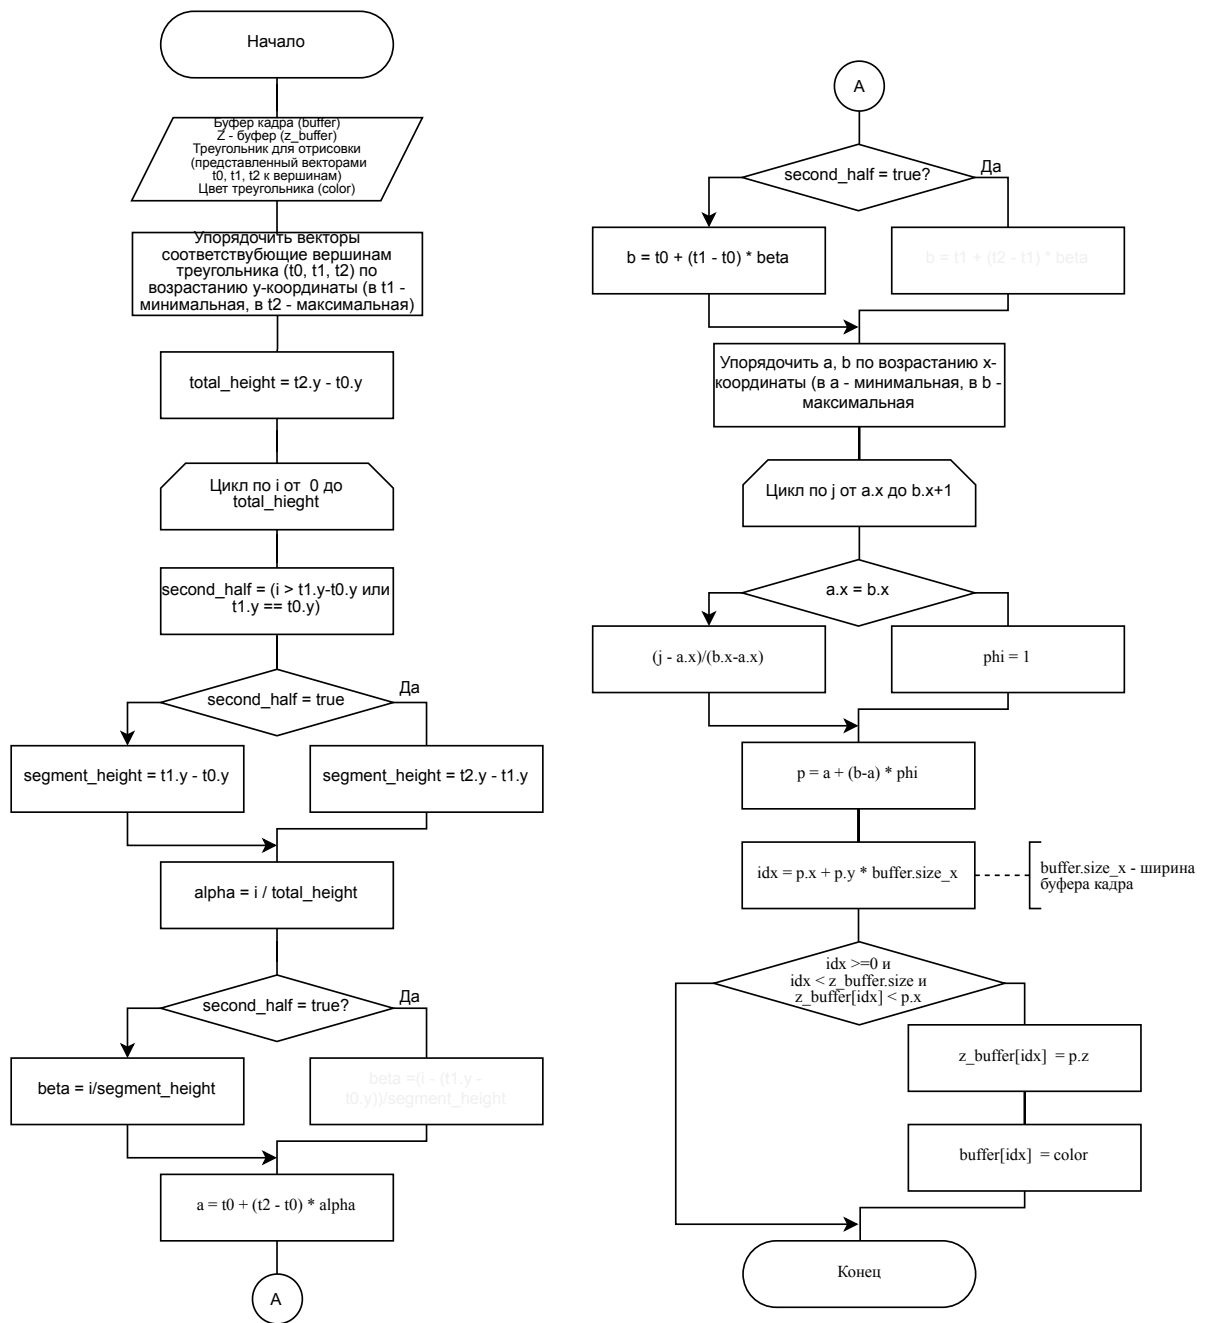 Начало
Буфер кадра (buffer)
Z - буфер (z_buffer)
Треугольник для отрисовки
(представленный векторами
t0, t1, t2 к вершинам)
Цвет треугольника (color)
Упорядочить векторы
соответвубющие вершинам
треугольника (t0, t1, t2) по
возрастанию y-координаты (в t1 -
минимальная, в t2 - максимальная)
total_height = t2.y - t0.y
Цикл по i от 0 до
total_hieght
second_half = (i > t1.y-t0.y или
t1.y == t0.y)
second_half = true
Да
segment_height = t1.y - t0.y
segment_height = t2.y - t1.y
alpha = i / total_height
second_half = true?
Да
beta = i/segment_height
beta =(i - (t1.y -
t0.y))/segment_height
a = t0 + (t2 - t0) * alpha
A
A
second_half = true?
Да
b = t0 + (t1 - t0) * beta
b = t1 + (t2 - t1) * beta
Упорядочить a, b по возрастанию x-
координаты (в a - минимальная, в b -
максимальная
Цикл по j от a.x до b.x+1
a.x = b.x
(j - a.x)/(b.x-a.x)
phi = 1
p = a + (b-a) * phi
idx = p.x + p.y * buffer.size_x
buffer.size_x - ширина
буфера кадра
idx >=0 и
idx < z_buffer.size и
z_buffer[idx] < p.x
z_buffer[idx] = p.z
buffer[idx] = color
Конец